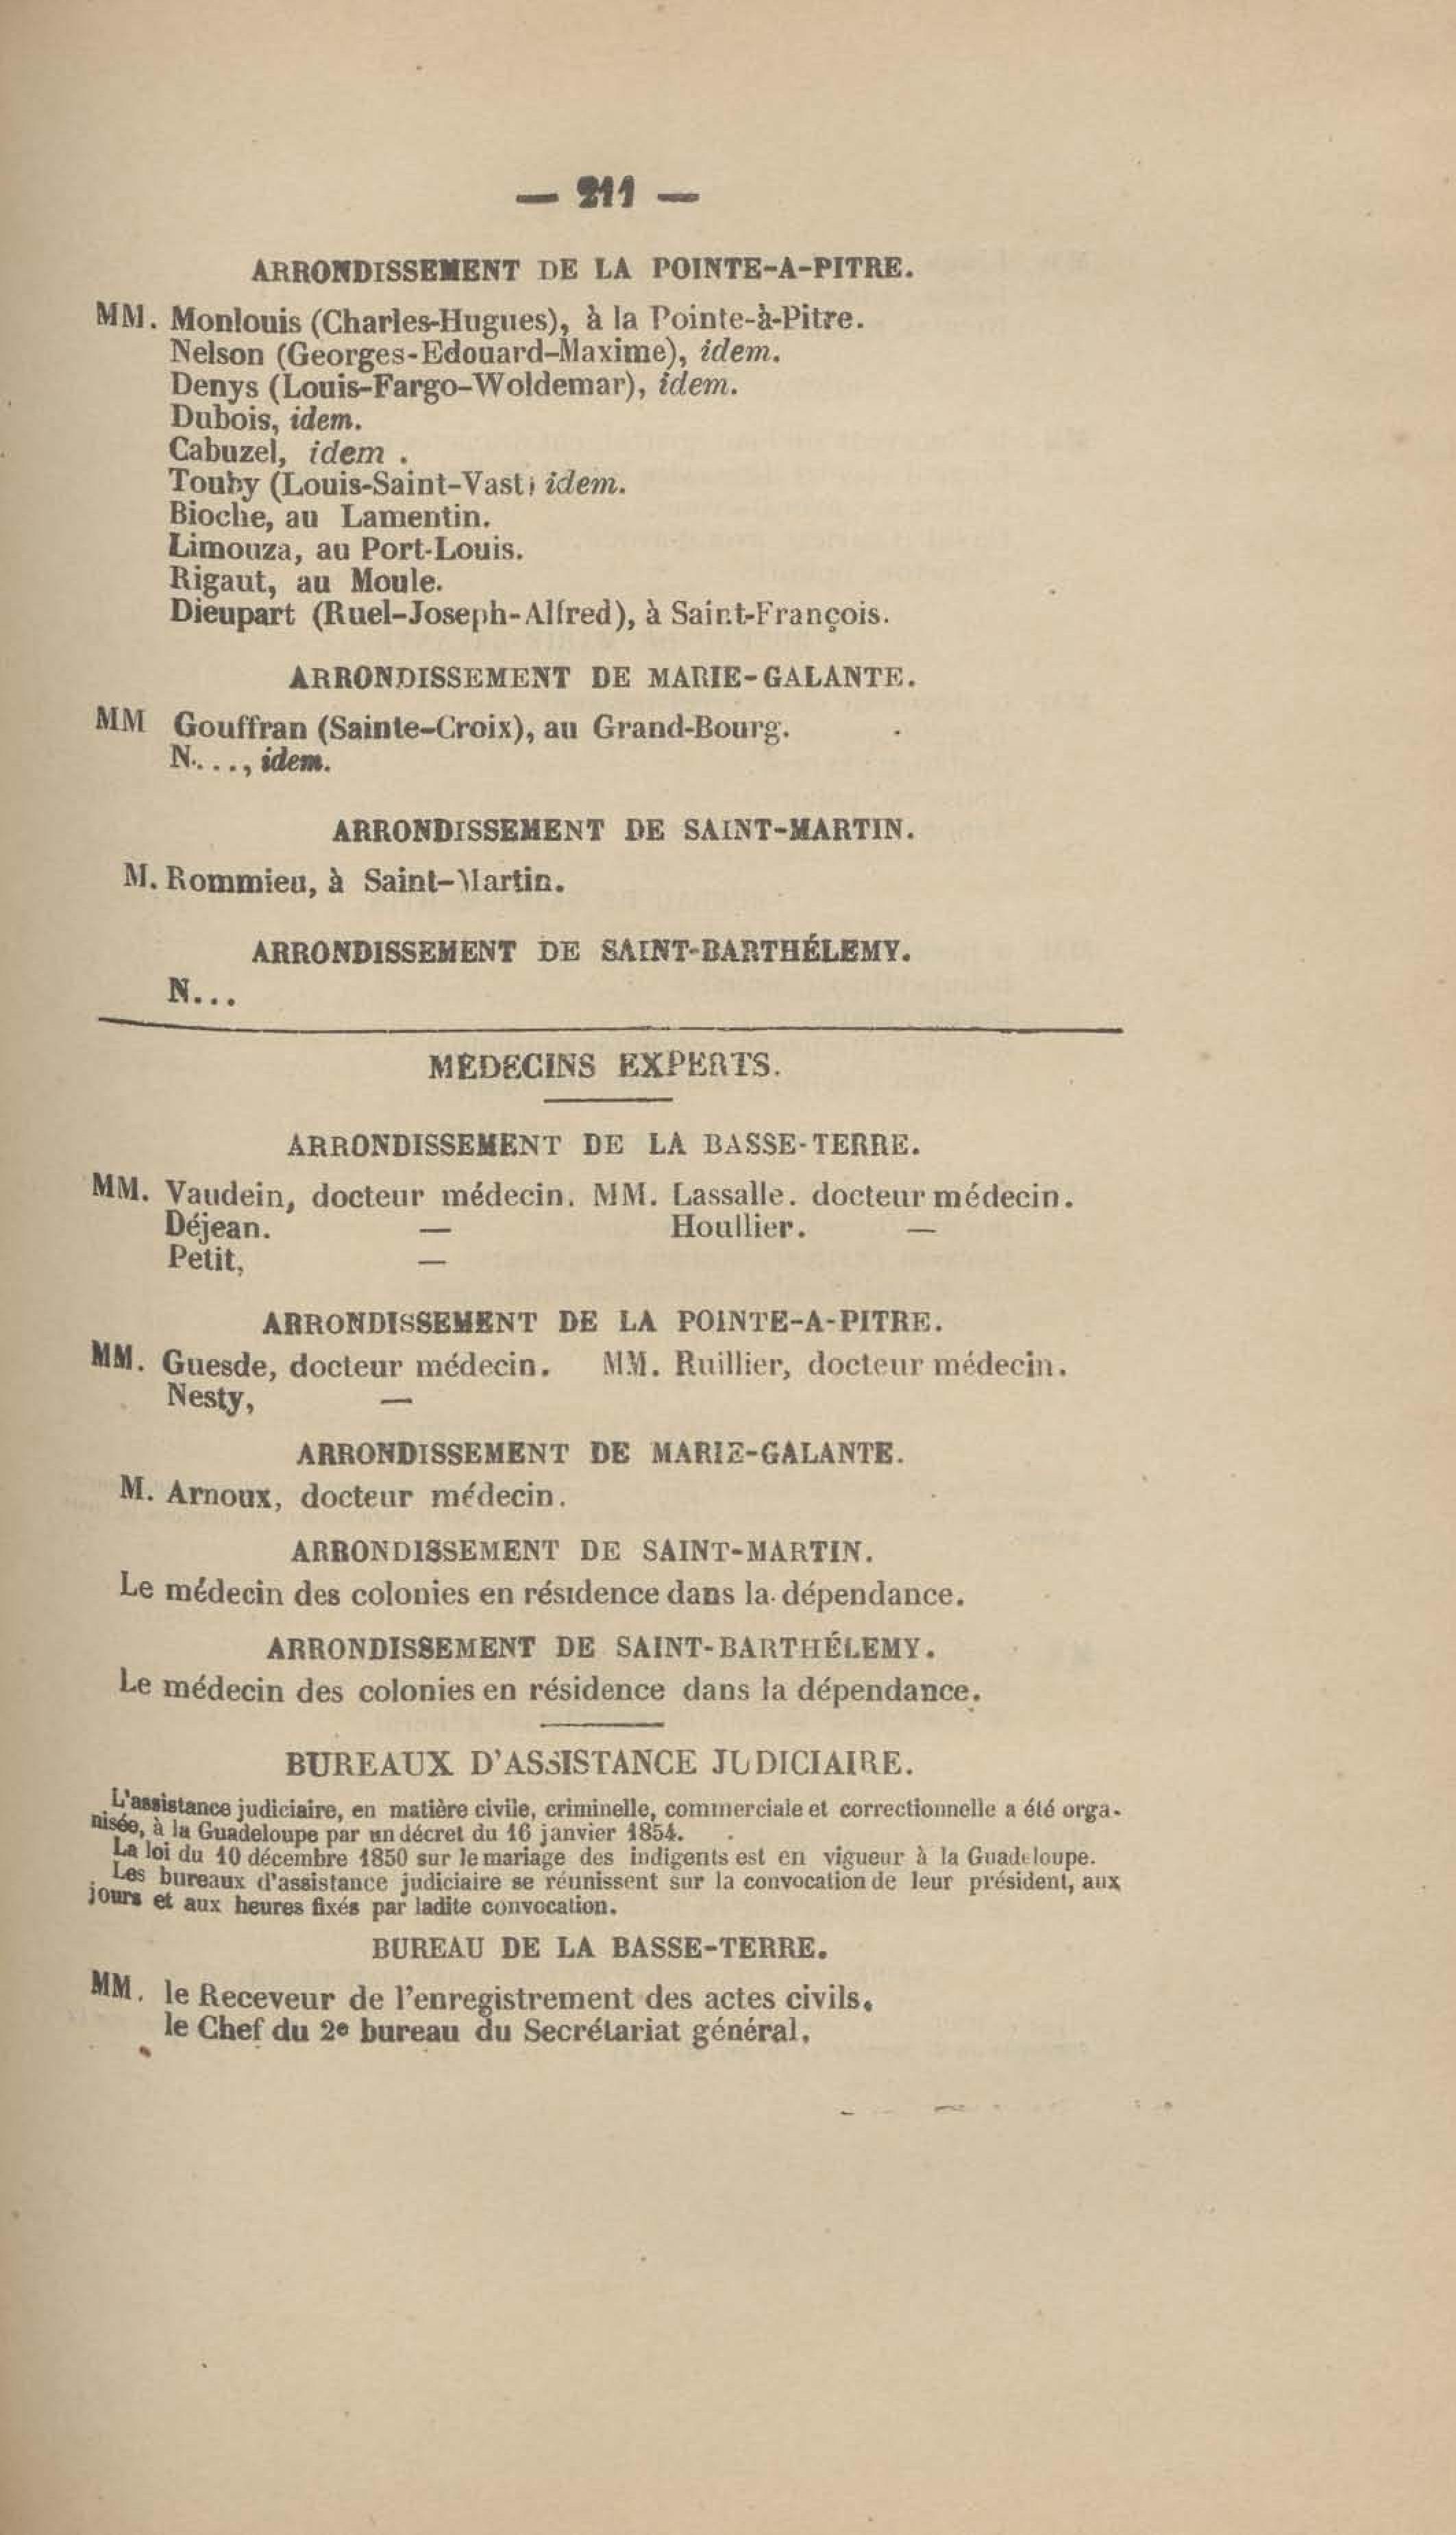 — 211 —
ARRONDISSEMENT DE LA POINTE-A-PITRE.
MM. Monlouis (Charles-Hugues), à la Pointe-à-Pitre.
Nelson (Georges-Edouard-Maxime), idem.
Denys (Louis-Fargo-Woldemar), idem.
Dubois, idem.
Cabuzel, idem .
Touby (Louis-Saint-Vast) idem.
Bioche, au Lamentin.
Limouza, au Port-Louis.
Rigaut, au Moule.
Dieupart (Ruel-Joseph-Alfred), à Saint-François.
ARRONDISSEMENT DE MARIE-GALANTE.
MM Gouffran (Sainte-Croix), au Grand-Bourg.
N...., idem.
ARRONDISSEMENT DE SAINT-MARTIN.
M. Rommieu, à Saint-Martin.
ARRONDISSEMENT DE SAINT-BARTHÉLEMY.
N...
MÉDECINS EXPERTS.
ARRONDISSEMENT DE LA BASSE-TERRE.
MM. Vaudein, docteur médecin. MM. Lassalle. docteur médecin.
Déjean. — Houllier. —
Petit, —
ARRONDISSEMENT DE LA POINTE-A-PITRE.
MM. Guesde, docteur médecin. MM. Ruillier, docteur médecin.
Nesty, —
ARRONDISSEMENT DE MARIE-GALANTE.
M. Arnoux, docteur médecin.
ARRONDISSEMENT DE SAINT-MARTIN.
Le médecin des colonies en résidence dans la dépendance.
ARRONDISSEMENT DE SAINT-BARTHÉLEMY.
Le médecin des colonies en résidence dans la dépendance.
BUREAUX D'ASSISTANCE JUDICIAIRE.
L'assistance judiciaire, en matière civile, criminelle, commerciale et correctionnelle a été orga-
nisée, à la Guadeloupe par un décret du 16 janvier 1854.
La loi du 10 décembre 1850 sur le mariage des indigents est en vigueur à la Guadeloupe.
Les bureaux d'assistance judiciaire se réunissent sur la convocation de leur président, aux
jours et aux heures fixés par ladite convocation.
BUREAU DE LA BASSE-TERRE.
MM. le Receveur de l'enregistrement des actes civils.
le Chef du 2e bureau du Secrétariat général.